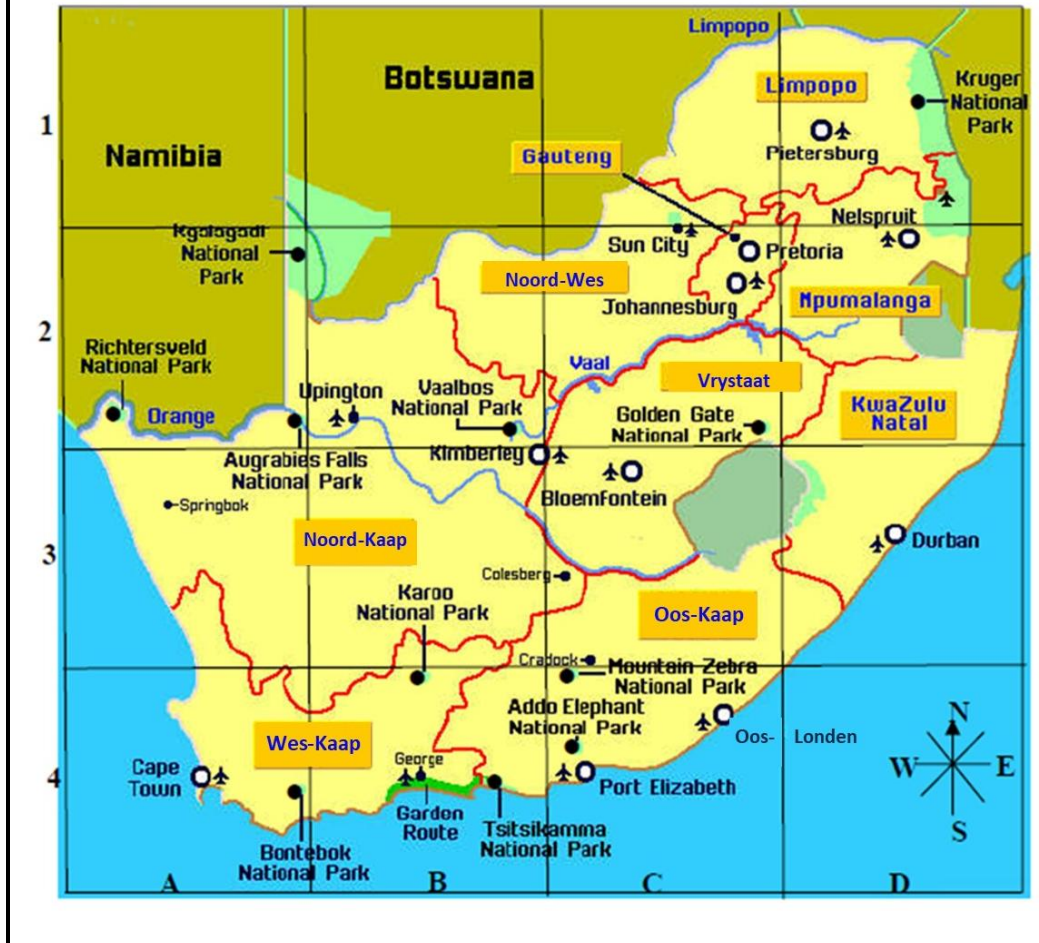 Limpopo
Botswana
Limpopo
Kruger
National
Park
1
Namibia
Gauteng
Pietersburg
Nelspruit
Kgalagadi
National
Park
Sun City
Pretoria
Noord-Wes
Johannesburg
Mpumalanga
2
Richtersveld
National Park
Vaal
Upington
Vaalbos
National Park
Vrystaat
Orange
Golden Gate
National Park
KwaZulu
Natal
Kimberley
Augrabies Falls
National Park
Bloemfontein
Springbok
Noord-Kaap
Durban
3
Colesberg
Karoo
National Park
Oos-Kaap
Cradock
Mountain Zebra
National Park
Addo Elephant
National Park
N
Wes-Kaap
Oos- Londen
George
W
E
Cape
Town
4
Port Elizabeth
Garden
Route
Tsitsikamma
National Park
S
Bontebok
National Park
A
B
C
D